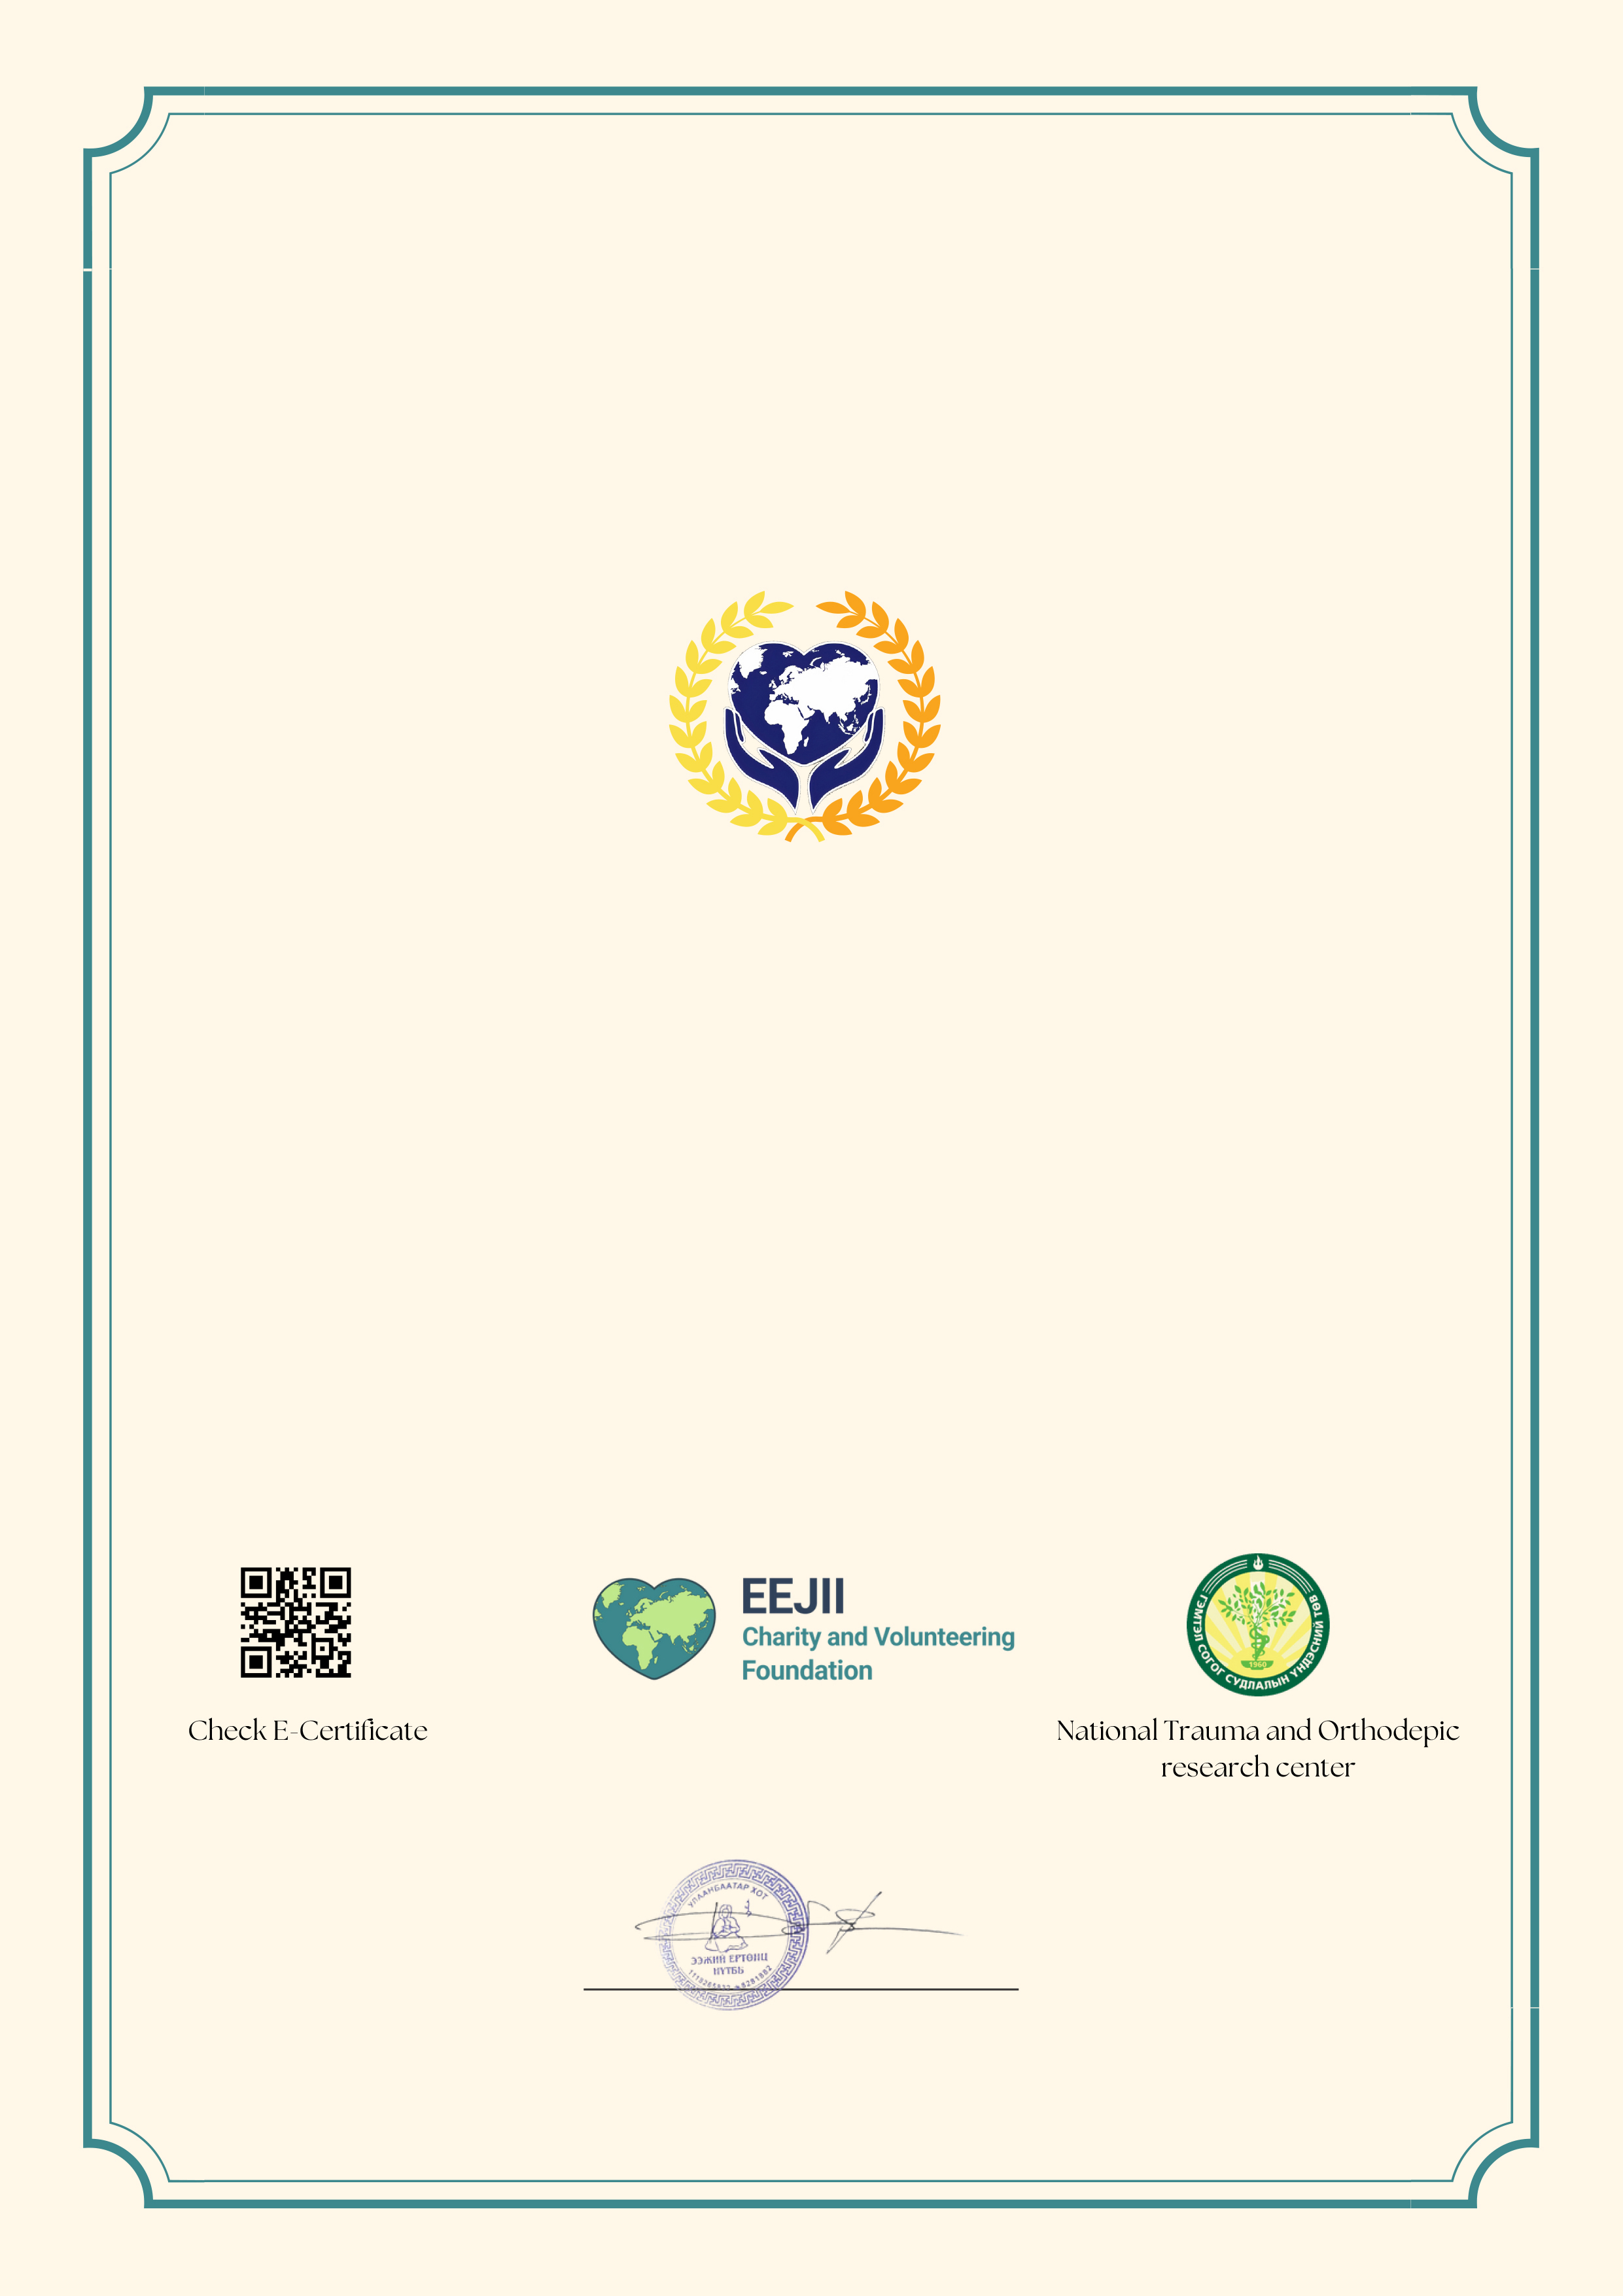 EEJII
Charity and Volunteering
Foundation
ГЭМТЭЛ СОГОГ СУДЛАЛЫН ҮНДЭСНИЙ ТӨВ
1960
Check E-Certificate
National Trauma and Orthodepic
research center
УЛААНБААТАР ХОТ
ЭЭЖИЙ ЕРТӨНЦ
НҮТББ